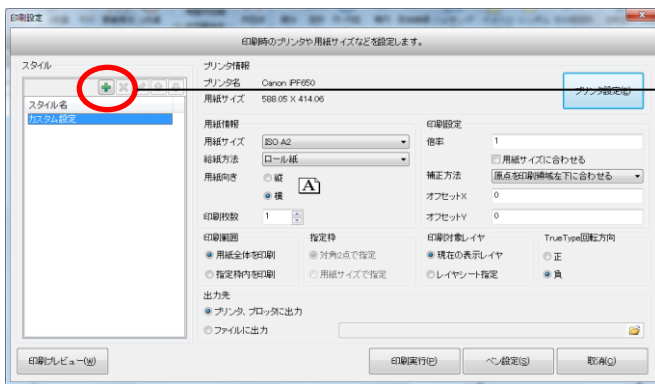 印刷設定
印刷時のプリンタや用紙サイズなどを設定します。
スタイル
スタイル名
カスタム設定
プリンタ情報
プリンタ名 Canon iPF650
用紙サイズ 588.05 X 414.06
プリンタ設定(C)
用紙情報
用紙サイズ ISO A2
給紙方法 ロール紙
用紙向き 縦
横
A
印刷枚数 1
印刷設定
倍率 1
用紙サイズに合わせる
補正方法 原点を印刷領域左下に合わせる
オフセットX 0
オフセットY 0
印刷範囲
用紙全体を印刷
指定枠内を印刷
指定枠
対角2点で指定
用紙サイズで指定
印刷対象レイヤ
現在の表示レイヤ
レイヤシート指定
TrueType回転方向
正
負
出力先
プリンタ、プロッタに出力
ファイルに出力
印刷プレビュー(W) 印刷実行(P) ペン設定(S) 取消(C)